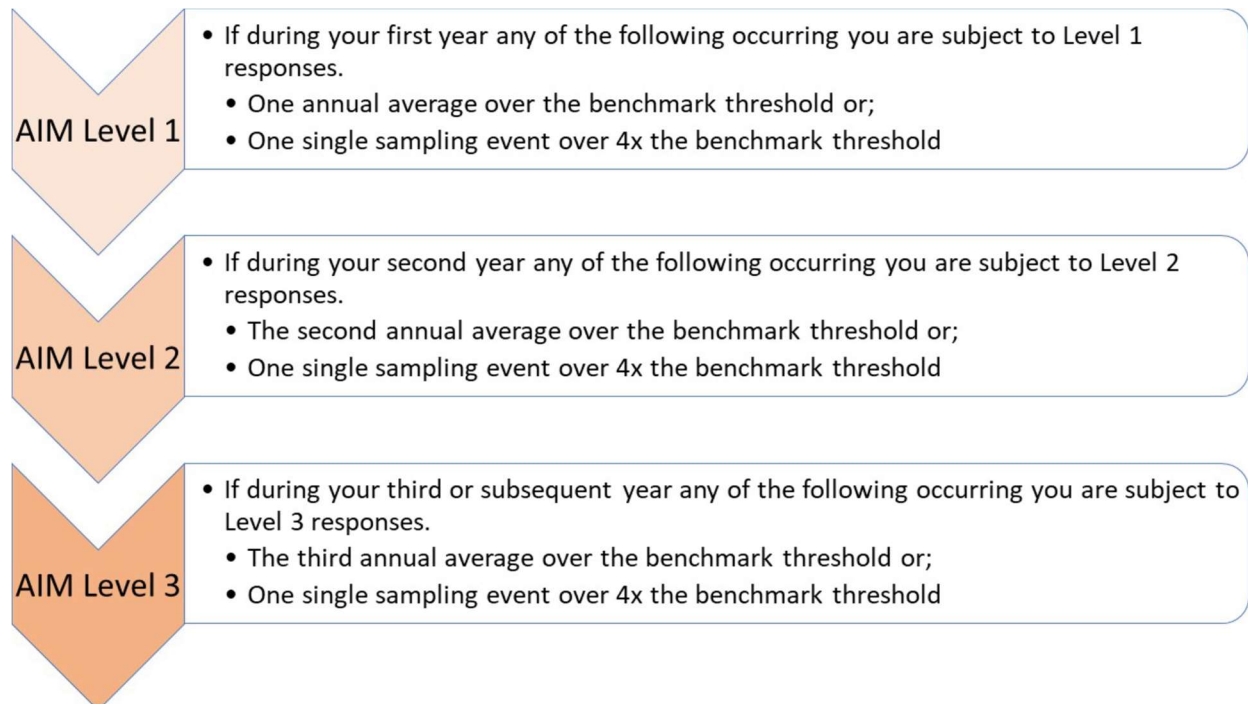 AIM Level 1
• If during your first year any of the following occurring you are subject to Level 1
responses.
• One annual average over the benchmark threshold or;
• One single sampling event over 4x the benchmark threshold
AIM Level 2
• If during your second year any of the following occurring you are subject to Level 2
responses.
• The second annual average over the benchmark threshold or;
• One single sampling event over 4x the benchmark threshold
AIM Level 3
• If during your third or subsequent year any of the following occurring you are subject to
Level 3 responses.
• The third annual average over the benchmark threshold or;
• One single sampling event over 4x the benchmark threshold